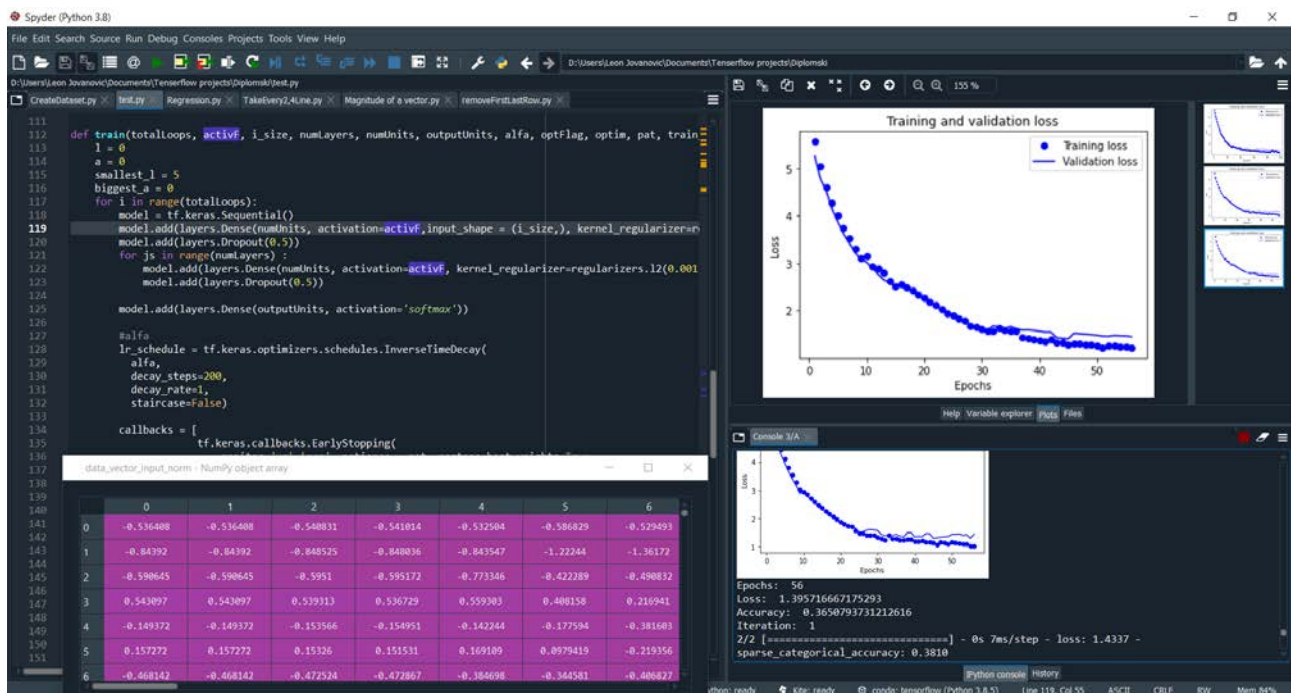 Spyder (Python 3.8)
File Edit Search Source Run Debug Consoles Projects Tools View Help
D:\Users\Leon Jovanovic\Documents\Tenserflow projects\Diplomski
D:\Users\Leon Jovanovic\Documents\Tenserflow projects\Diplomski\test.py
CreateDataset.py test.py Regression.py TakeEvery2,4Line.py Magnitude of a vector.py removeFirstLastRow.py
111
112 def train(totalLoops, activF, i_size, numLayers, numUnits, outputUnits, alfa, optFlag, optim, pat, train
113 l = 0
114 a = 0
115 smallest_l = 5
116 biggest_a = 0
117 for i in range(totalLoops):
118 model = tf.keras.Sequential()
119 model.add(layers.Dense(numUnits, activation=activF,input_shape = (i_size,), kernel_regularizer=r
120 model.add(layers.Dropout(0.5))
121 for js in range(numLayers) :
122 model.add(layers.Dense(numUnits, activation=activF, kernel_regularizer=regularizers.l2(0.001
123 model.add(layers.Dropout(0.5))
124
125 model.add(layers.Dense(outputUnits, activation='softmax'))
126
127 #alfa
128 lr_schedule = tf.keras.optimizers.schedules.InverseTimeDecay(
129 alfa,
130 decay_steps=200,
131 decay_rate=1,
132 staircase=False)
133
134 callbacks = [
135 tf.keras.callbacks.EarlyStopping(
136
137
138
139
140
141
142
143
144
145
146
147
148
149
150
151
data_vector_input_norm - NumPy object array
0 1 2 3 4 5 6
0 -0.536408 -0.536408 -0.540831 -0.541014 -0.532504 -0.586829 -0.529493
1 -0.84392 -0.84392 -0.848525 -0.848036 -0.843547 -1.22244 -1.36172
2 -0.590645 -0.590645 -0.5951 -0.595172 -0.773346 -0.422289 -0.490832
3 0.543097 0.543097 0.539313 0.536729 0.559303 0.408158 0.216941
4 -0.149372 -0.149372 -0.153566 -0.154951 -0.142244 -0.177594 -0.381603
5 0.157272 0.157272 0.15326 0.151531 0.169109 0.0979419 -0.219356
6 -0.468142 -0.468142 -0.472524 -0.472867 -0.384698 -0.344581 -0.406827
155 %
Training and validation loss
Training loss
Validation loss
Loss
5
4
3
2
0 10 20 30 40 50
Epochs
Help Variable explorer Plots Files
Console 3/A
Loss
4
3
2
1
0 10 20 30 40 50
Epochs
Epochs: 56
Loss: 1.395716667175293
Accuracy: 0.3650793731212616
Iteration: 1
2/2 [==============================] - 0s 7ms/step - loss: 1.4337 -
sparse_categorical_accuracy: 0.3810
IPython console History
Kite: ready conda: tensorflow (Python 3.8.5) Line 119, Col 55 ASCII CRLF RW Mem 84%